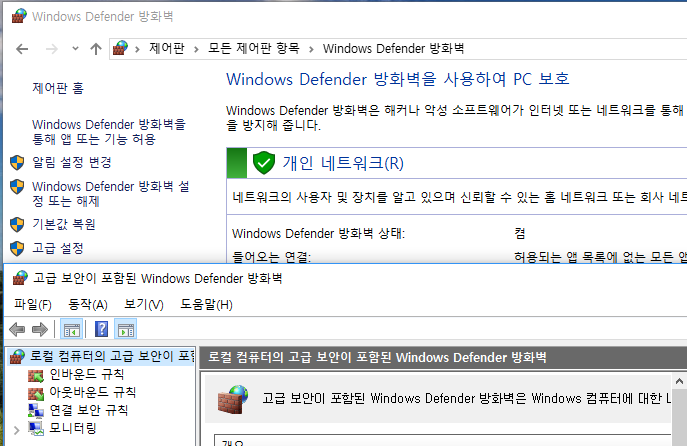 Windows Defender 방화벽
제어판 > 모든 제어판 항목 > Windows Defender 방화벽
제어판 홈
Windows Defender 방화벽을
통해 앱 또는 기능 허용
알림 설정 변경
Windows Defender 방화벽 설
정 또는 해제
기본값 복원
고급 설정
Windows Defender 방화벽을 사용하여 PC 보호
Windows Defender 방화벽은 해커나 악성 소프트웨어가 인터넷 또는 네트워크를 통해
을 방지해 줍니다.
개인 네트워크(R)
네트워크의 사용자 및 장치를 알고 있으며 신뢰할 수 있는 홈 네트워크 또는 회사 네트
Windows Defender 방화벽 상태: 켬
들어오는 연결: 허용되는 앱 목록에 없는 모든 앱
고급 보안이 포함된 Windows Defender 방화벽
파일(F) 동작(A) 보기(V) 도움말(H)
로컬 컴퓨터의 고급 보안이 포함
인바운드 규칙
아웃바운드 규칙
연결 보안 규칙
모니터링
로컬 컴퓨터의 고급 보안이 포함된 Windows Defender 방화벽
고급 보안이 포함된 Windows Defender 방화벽은 Windows 컴퓨터에 대한
개요